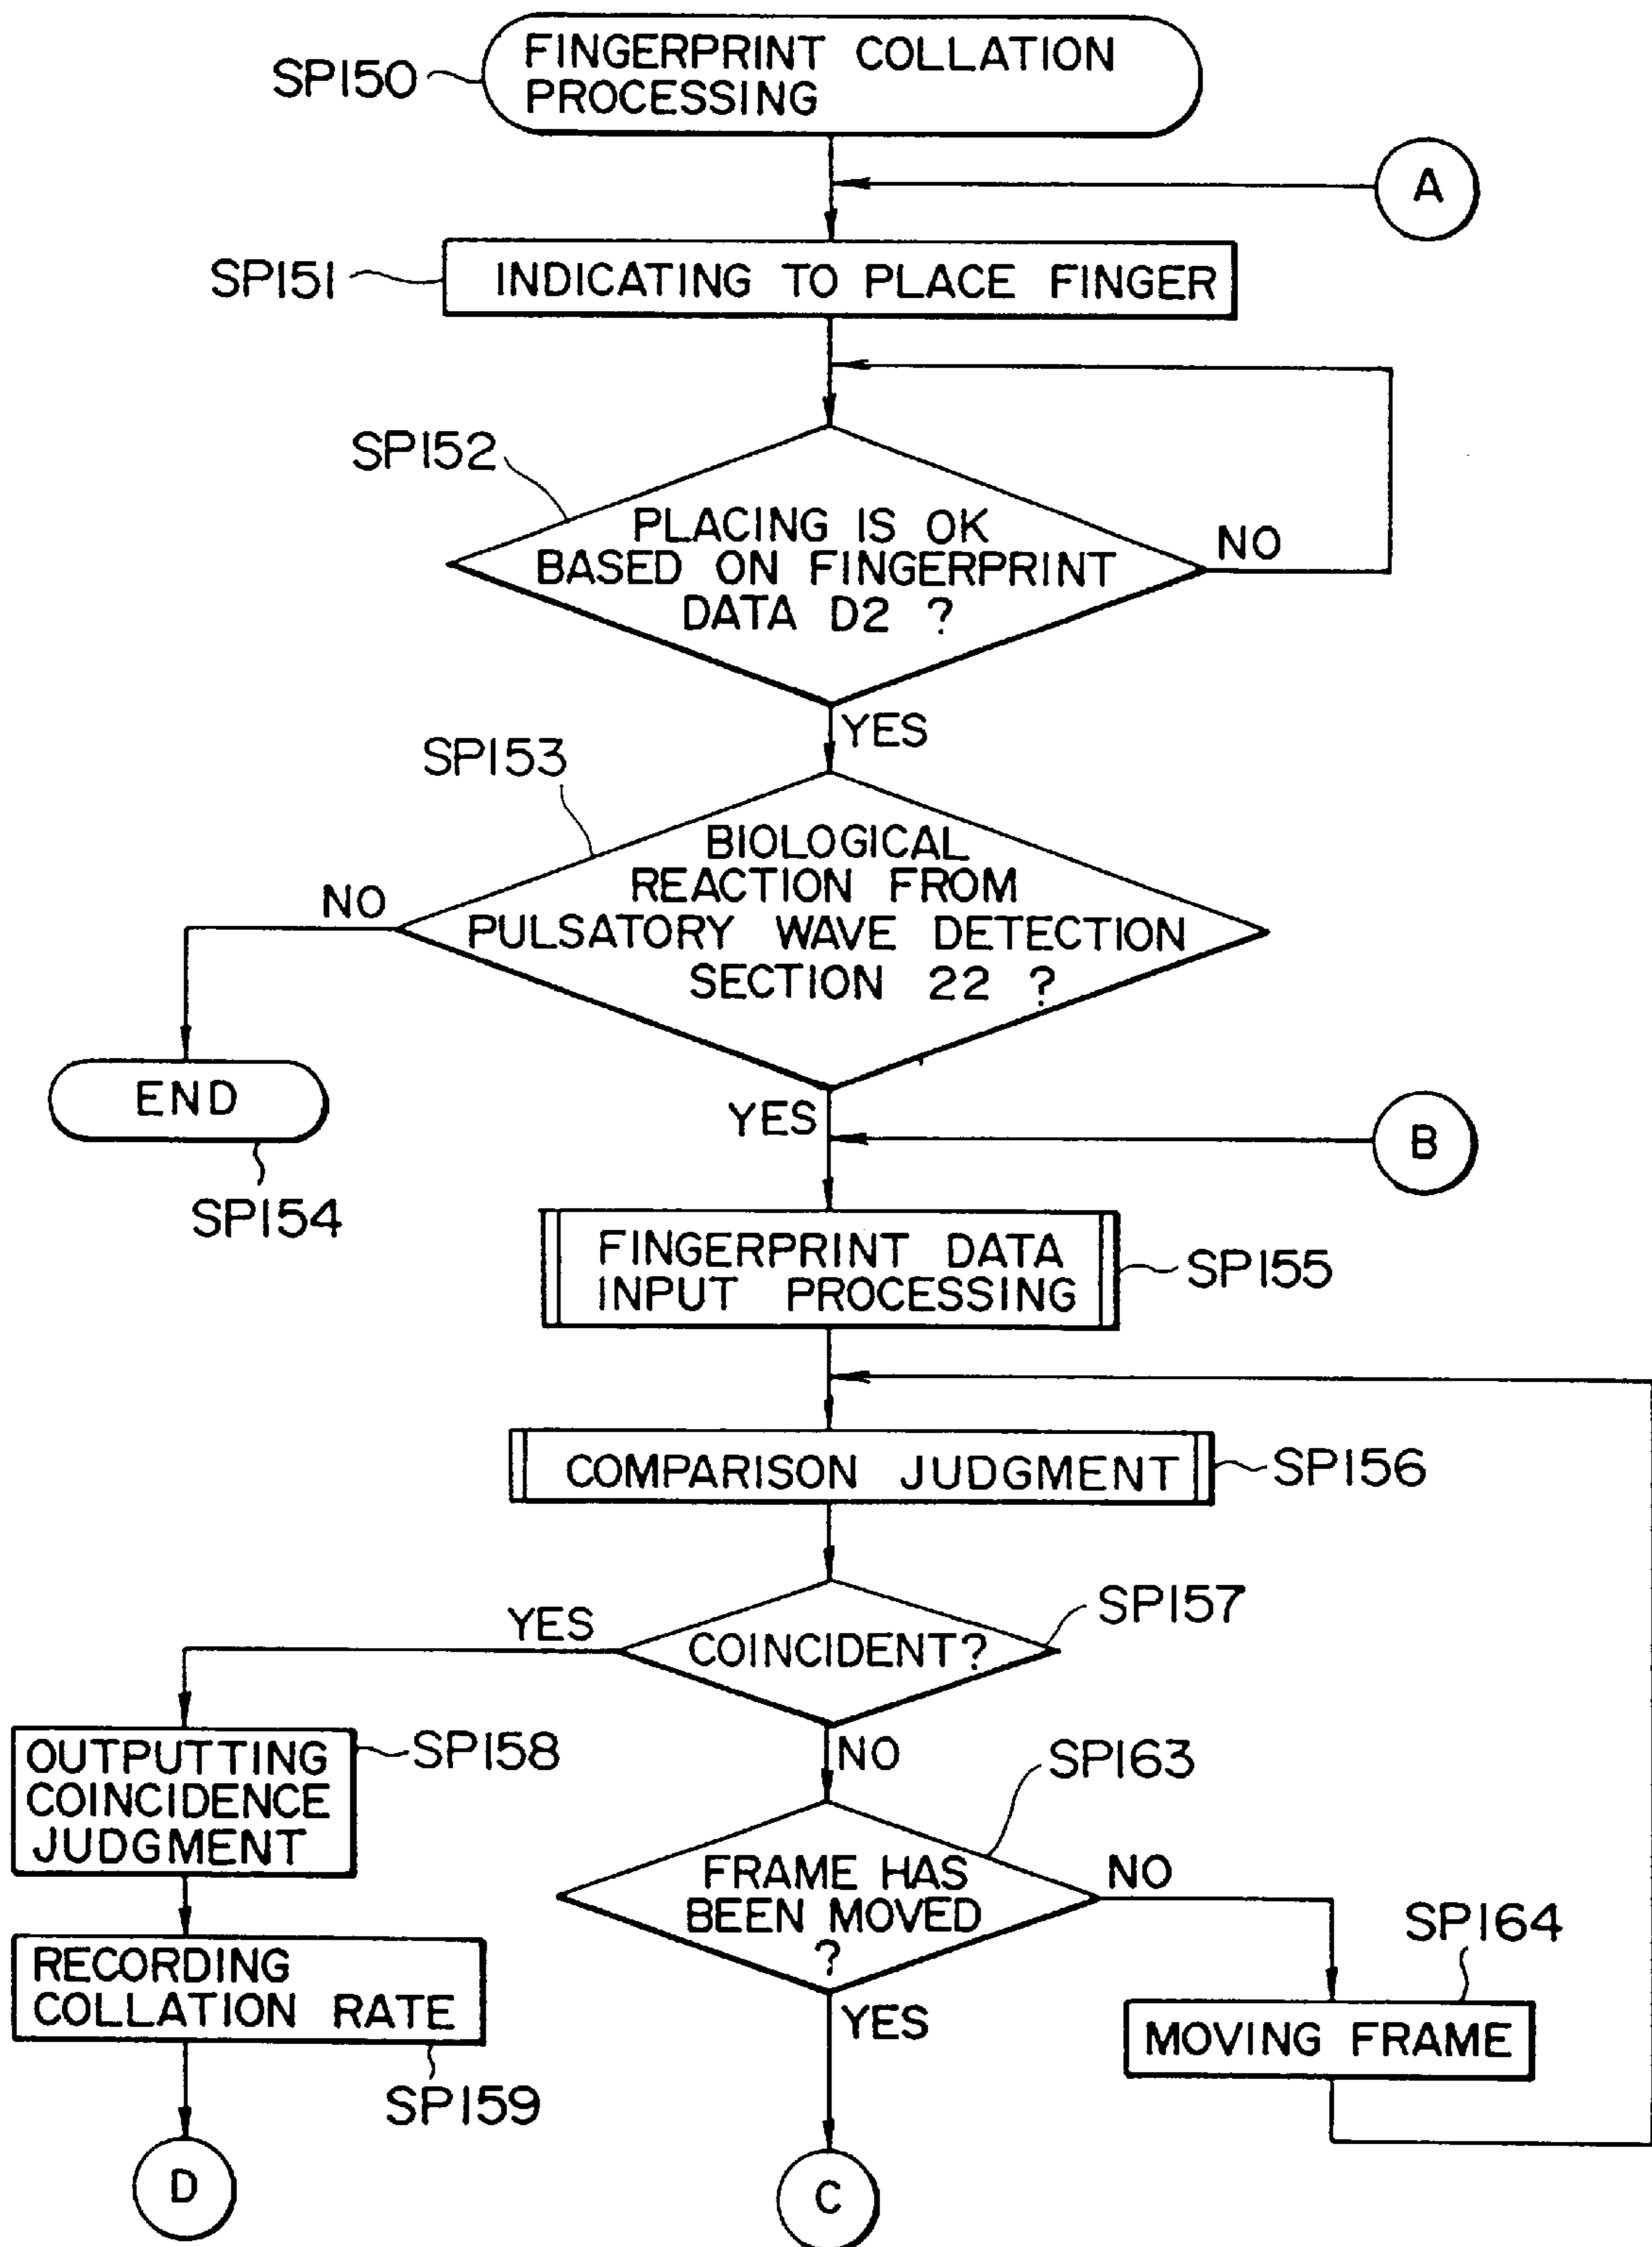 SP150
FINGERPRINT COLLATION
PROCESSING
A
SP151
INDICATING TO PLACE FINGER
SP152
PLACING IS OK
BASED ON FINGERPRINT
DATA D2 ?
NO
YES
SP153
BIOLOGICAL
REACTION FROM
PULSATORY WAVE DETECTION
SECTION 22 ?
NO
END
SP154
YES
B
FINGERPRINT DATA
INPUT PROCESSING
SP155
COMPARISON JUDGMENT
SP156
SP157
YES
COINCIDENT?
OUTPUTTING
COINCIDENCE
JUDGMENT
SP158
NO
SP163
FRAME HAS
BEEN MOVED
?
NO
SP164
RECORDING
COLLATION RATE
SP159
YES
MOVING FRAME
D
C